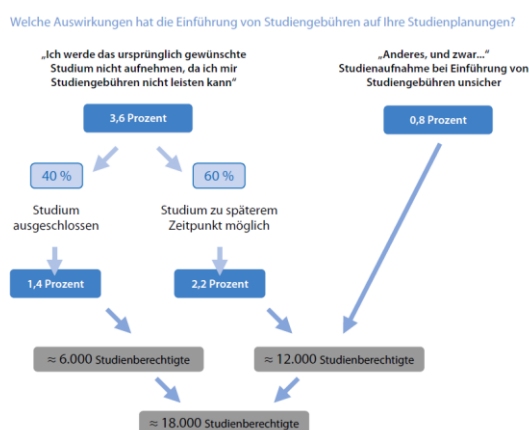 Welche Auswirkungen hat die Einführung von Studiengebühren auf Ihre Studienplanungen?
„Ich werde das ursprünglich gewünschte
Studium nicht aufnehmen, da ich mir
Studiengebühren nicht leisten kann“
„Anderes, und zwar...“
Studienaufnahme bei Einführung von
Studiengebühren unsicher
3,6 Prozent
0,8 Prozent
40 %
60 %
Studium
ausgeschlossen
Studium zu späterem
Zeitpunkt möglich
1,4 Prozent
2,2 Prozent
≈ 6.000 Studienberechtigte
≈ 12.000 Studienberechtigte
≈ 18.000 Studienberechtigte